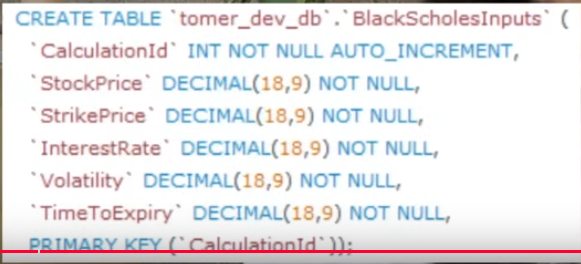 CREATE TABLE `tomer_dev_db`.`BlackScholesInputs` (
`CalculationId` INT NOT NULL AUTO_INCREMENT,
`StockPrice` DECIMAL(18,9) NOT NULL,
`StrikePrice` DECIMAL(18,9) NOT NULL,
`InterestRate` DECIMAL(18,9) NOT NULL,
`Volatility` DECIMAL(18,9) NOT NULL,
`TimeToExpiry` DECIMAL(18,9) NOT NULL,
PRIMARY KEY (`CalculationId`));